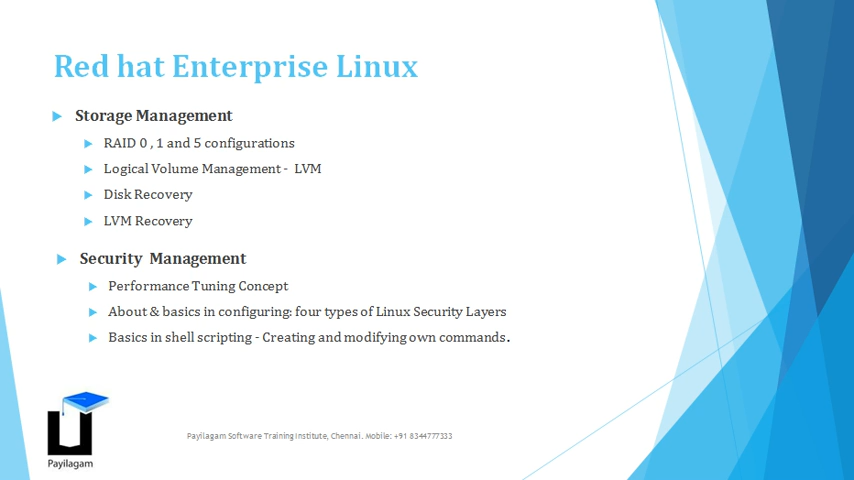 Red hat Enterprise Linux
Storage Management
RAID 0 , 1 and 5 configurations
Logical Volume Management - LVM
Disk Recovery
LVM Recovery
Security Management
Performance Tuning Concept
About & basics in configuring: four types of Linux Security Layers
Basics in shell scripting - Creating and modifying own commands.
Payilagam Software Training Institute, Chennai. Mobile: +91 8344777333
Payilagam